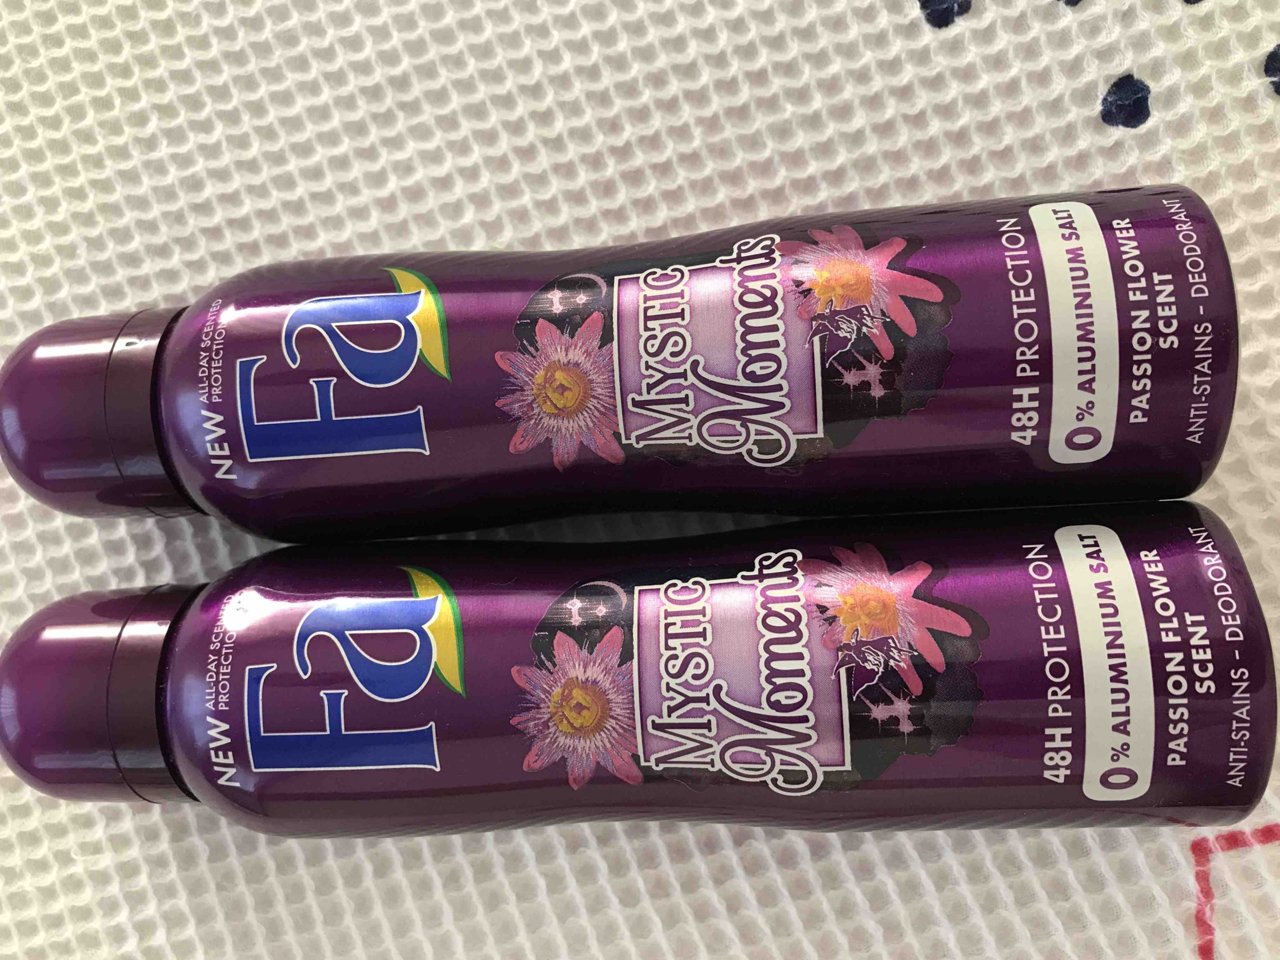 NEW ALL-DAY SCENTED
PROTECTION
Fa
MYSTIC
Moments
48H PROTECTION
0% ALUMINIUM SALT
PASSION FLOWER
SCENT
ANTI-STAINS - DEODORANT
NEW ALL-DAY SCENTED
PROTECTION
Fa
MYSTIC
Moments
48H PROTECTION
0% ALUMINIUM SALT
PASSION FLOWER
SCENT
ANTI-STAINS - DEODORANT